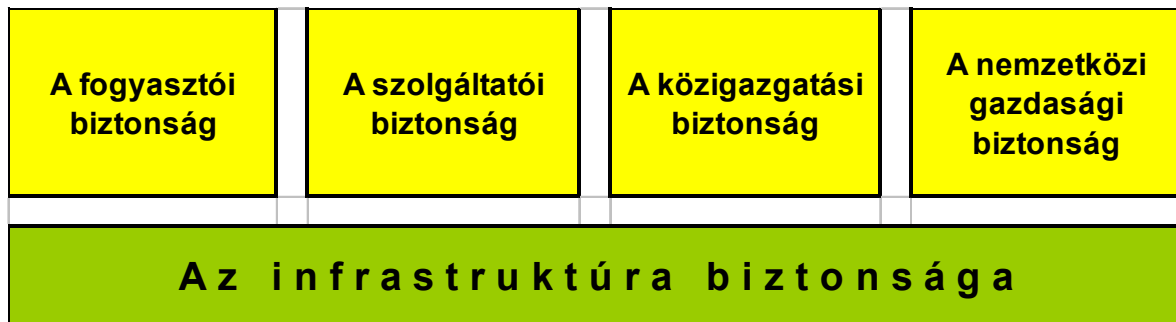 A fogyasztói
biztonság
A szolgáltatói
biztonság
A közigazgatási
biztonság
A nemzetközi
gazdasági
biztonság
Az infrastruktúra biztonsága